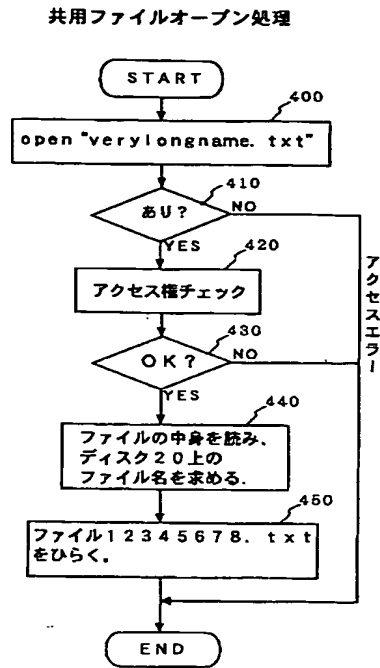 共用ファイルオープン処理
START
400
open “verylongname. txt”
410
あり?
NO
YES
420
アクセス権チェック
アクセスエラー
430
OK?
NO
YES
440
ファイルの中身を読み、
ディスク20上の
ファイル名を求める.
450
ファイル12345678. txt
をひらく。
END